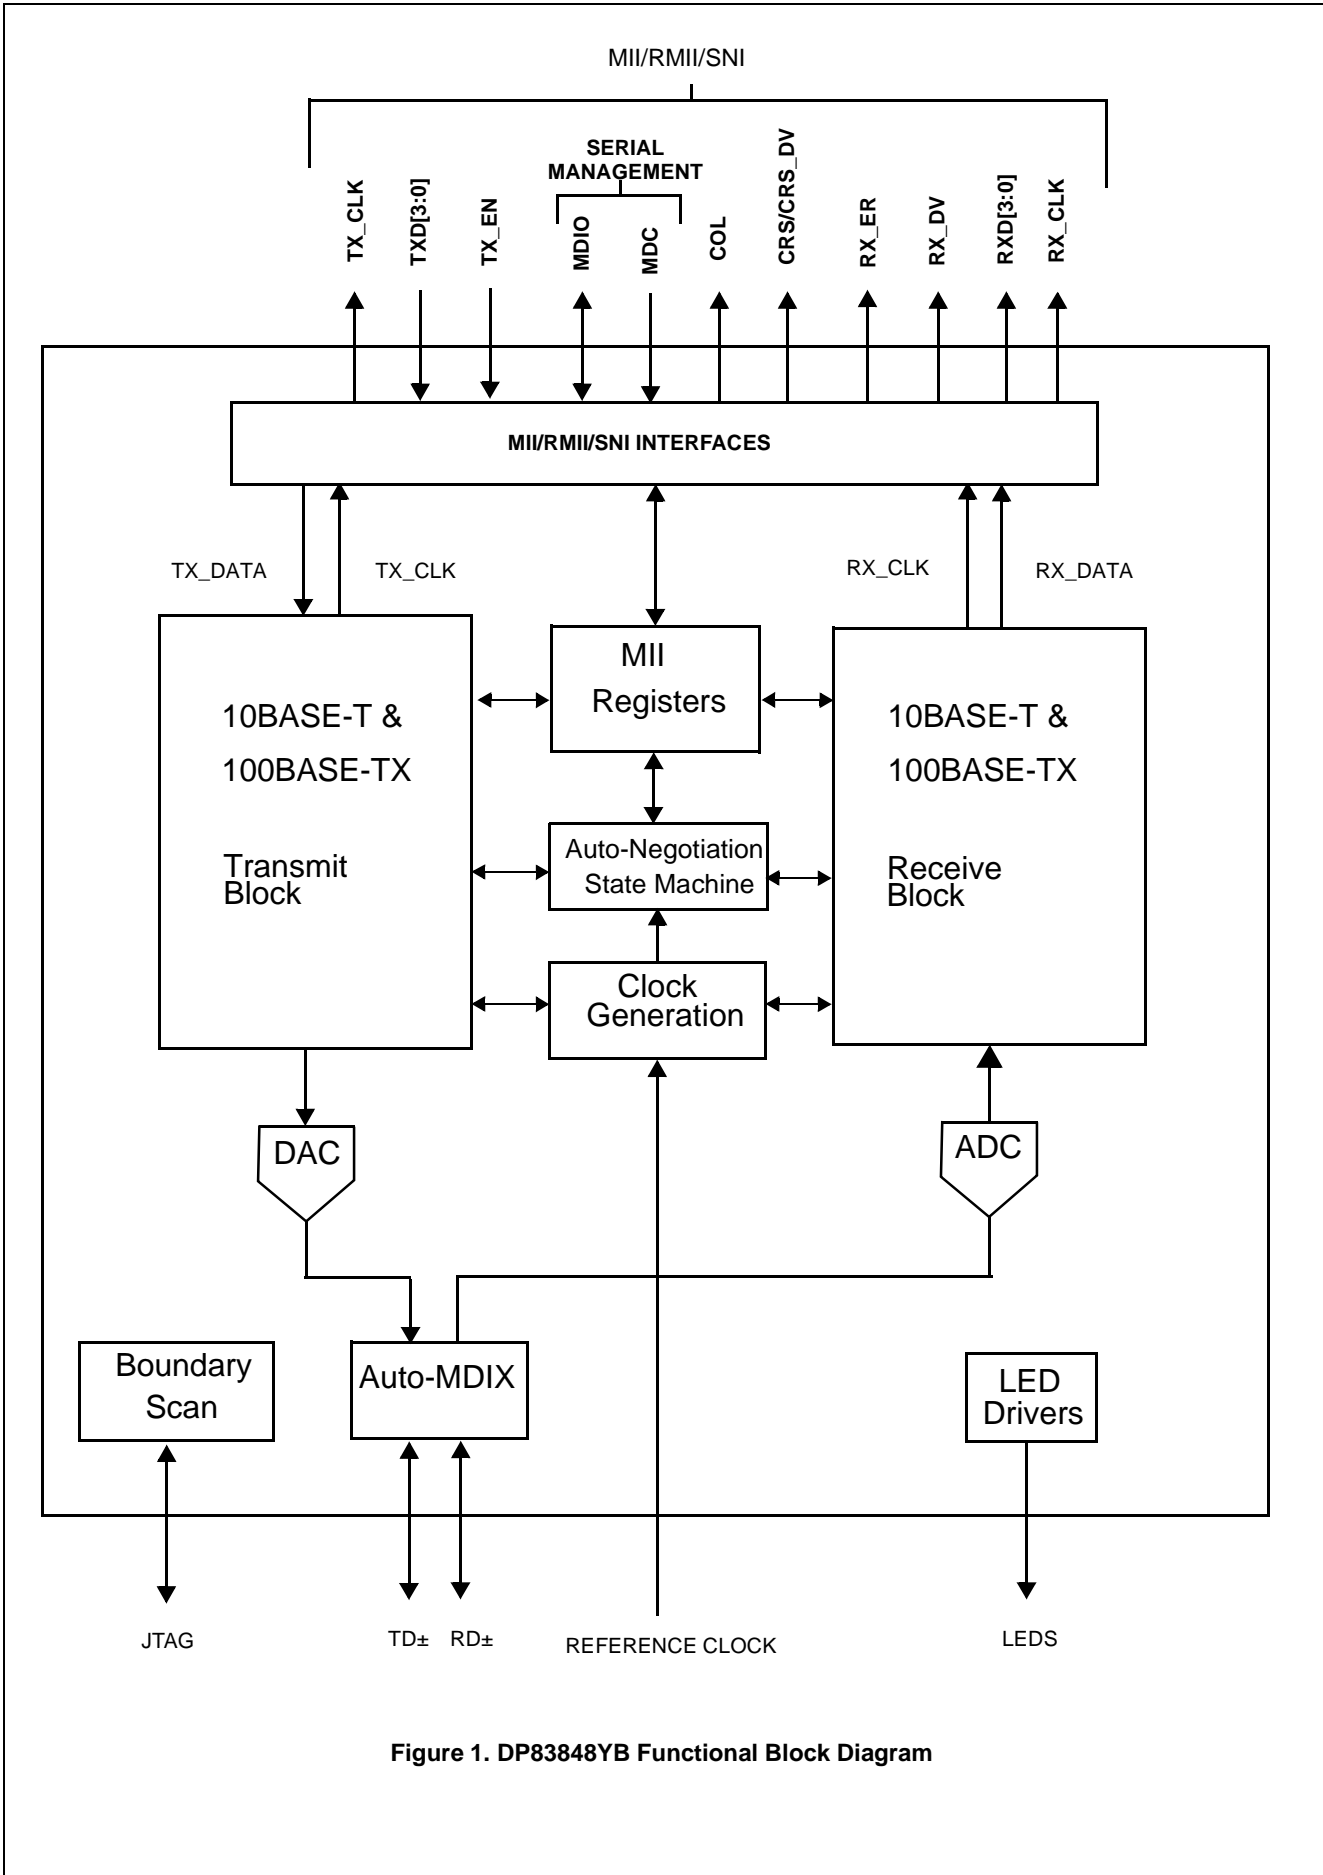 MII/RMII/SNI
SERIAL
MANAGEMENT
TX_CLK
TXD[3:0]
TX_EN
MDIO
MDC
COL
CRS/CRS_DV
RX_ER
RX_DV
RXD[3:0]
RX_CLK
MII/RMII/SNI INTERFACES
TX_DATA
TX_CLK
RX_CLK
RX_DATA
10BASE-T &
100BASE-TX
Transmit
Block
MII
Registers
Auto-Negotiation
State Machine
Clock
Generation
10BASE-T &
100BASE-TX
Receive
Block
DAC
ADC
Boundary
Scan
Auto-MDIX
LED
Drivers
JTAG
TD±
RD±
REFERENCE CLOCK
LEDS
Figure 1. DP83848YB Functional Block Diagram